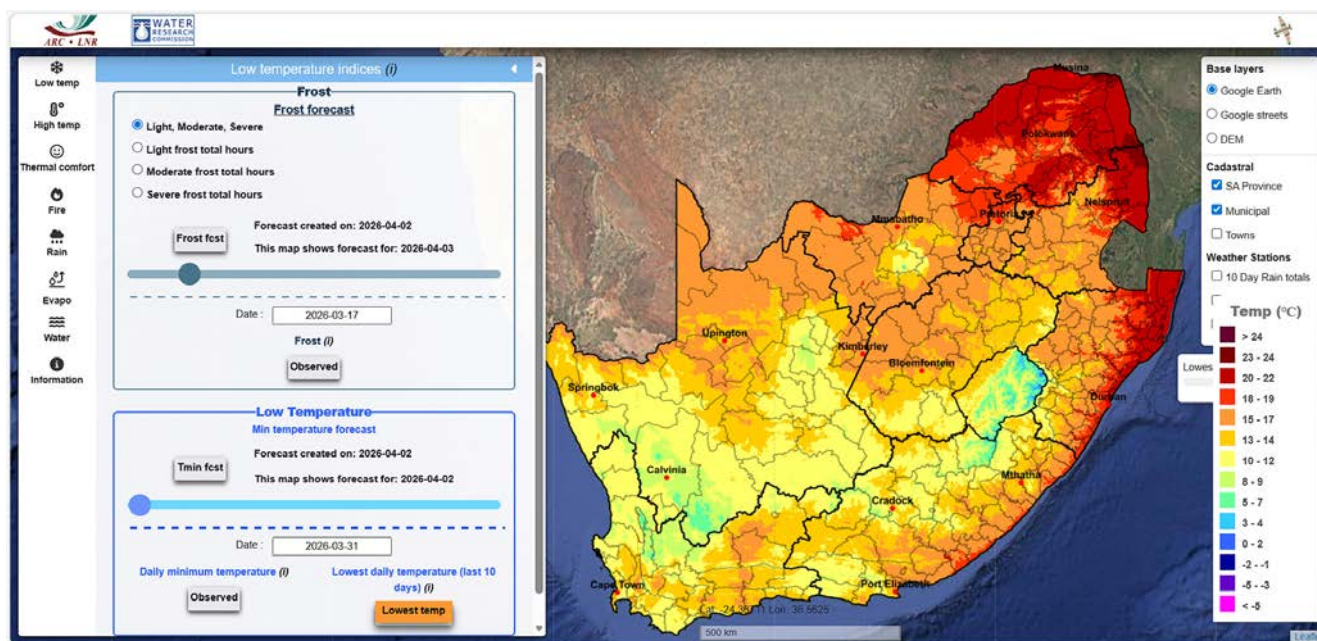 ARC • LNR
WATER
RESEARCH
COMMISSION
Low temp
High temp
Thermal comfort
Fire
Rain
Evapo
Water
Information
Low temperature indices (i)
Frost
Frost forecast
Light, Moderate, Severe
Light frost total hours
Moderate frost total hours
Severe frost total hours
Frost fcst
Forecast created on: 2026-04-02
This map shows forecast for: 2026-04-03
Date : 2026-03-17
Frost (i)
Observed
Low Temperature
Min temperature forecast
Tmin fcst
Forecast created on: 2026-04-02
This map shows forecast for: 2026-04-02
Date : 2026-03-31
Daily minimum temperature (i)
Observed
Lowest daily temperature (last 10
days) (i)
Lowest temp
Musina
Polokwane
Nelspruit
Pretoria
Mmabatho
Upington
Kimberley
Bloemfontein
Springbok
Durban
Calvinia
Mthatha
Cradock
Cape Town
Port Elizabeth
500 km
Base layers
Google Earth
Google streets
DEM
Cadastral
SA Province
Municipal
Towns
Weather Stations
10 Day Rain totals
Lowes
Temp (°C)
> 24
23 - 24
20 - 22
18 - 19
15 - 17
13 - 14
10 - 12
8 - 9
5 - 7
3 - 4
0 - 2
-2 - -1
-5 - -3
< -5
Leafle